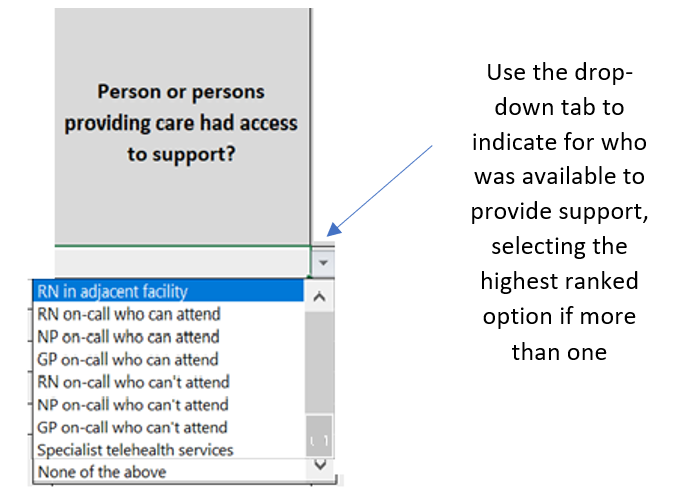 Person or persons
providing care had access
to support?
RN in adjacent facility
RN on-call who can attend
NP on-call who can attend
GP on-call who can attend
RN on-call who can't attend
NP on-call who can't attend
GP on-call who can't attend
Specialist telehealth services
None of the above
Use the drop-
down tab to
indicate for who
was available to
provide support,
selecting the
highest ranked
option if more
than one